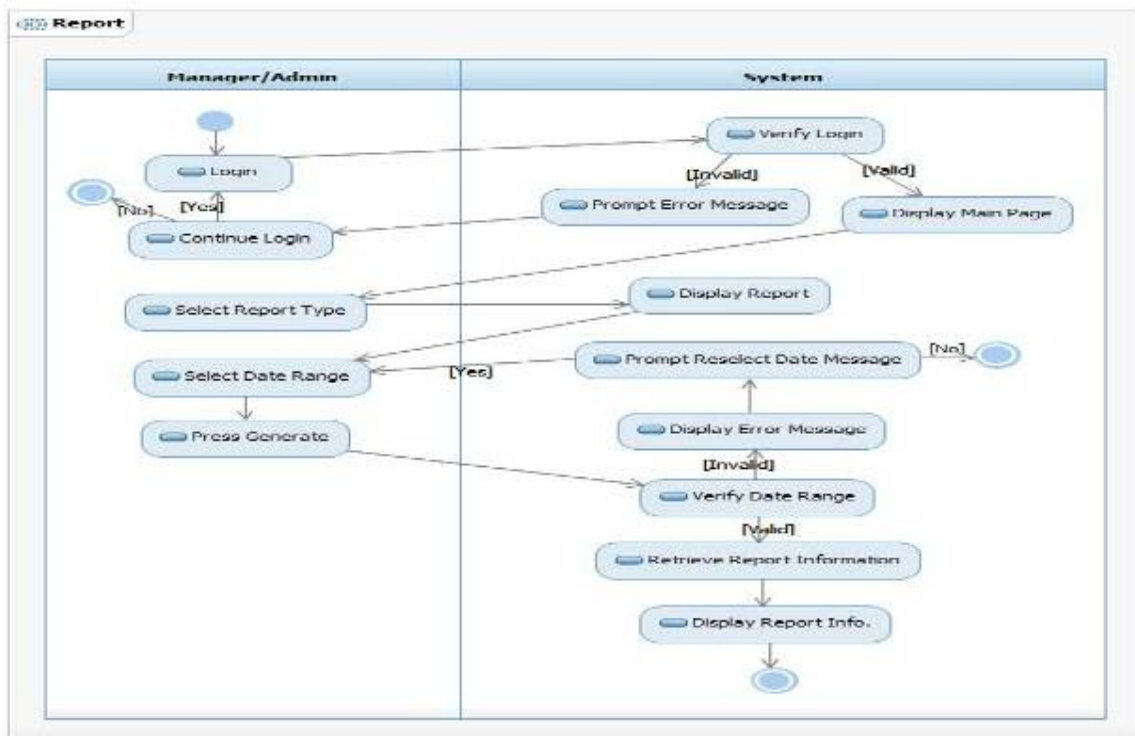 Report
Manager/Admin
System
Verify Login
Login
[Invalid]
[Valid]
[No]
[Yes]
Prompt Error Message
Display Main Page
Continue Login
Display Report
Select Report Type
[No]
Prompt Reselect Date Message
[Yes]
Select Date Range
Display Error Message
Press Generate
[Invalid]
Verify Date Range
[Valid]
Retrieve Report Information
Display Report Info.